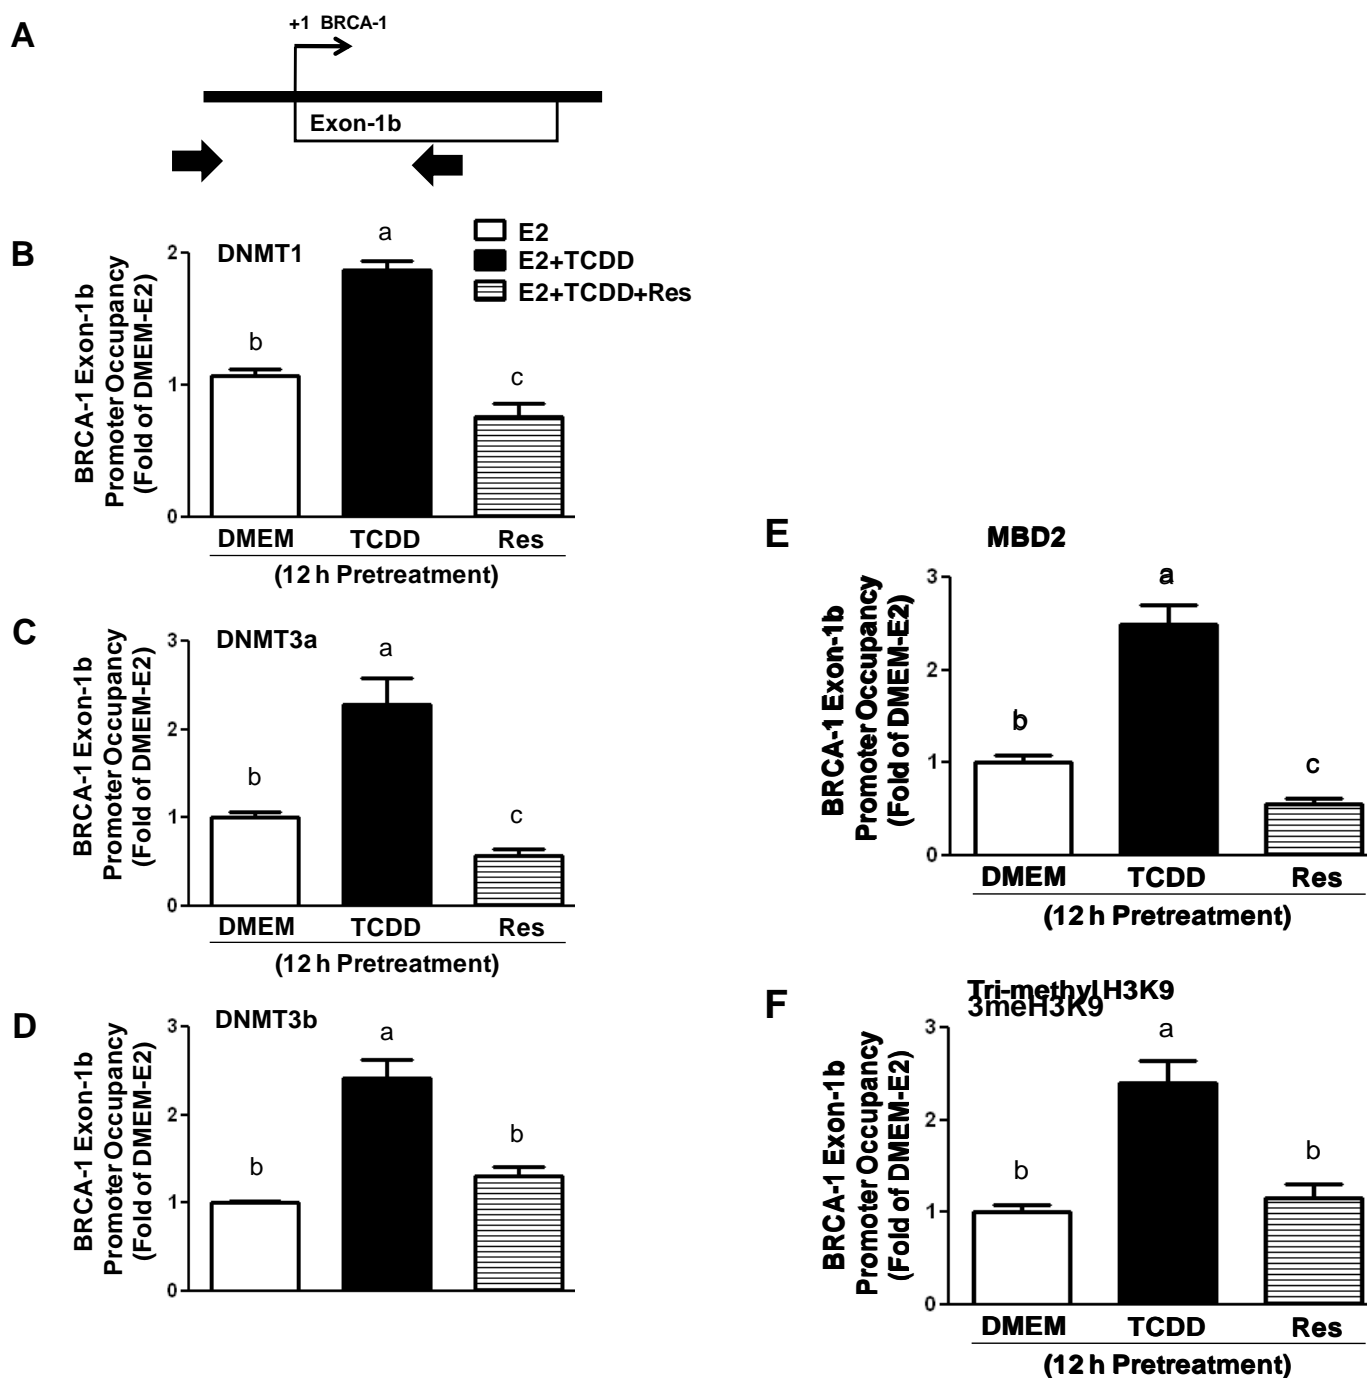 A
+1 BRCA-1
Exon-1b
B
DNMT1
E2
E2+TCDD
E2+TCDD+Res
BRCA-1 Exon-1b
Promoter Occupancy
(Fold of DMEM-E2)
2
1
0
b
a
c
DMEM TCDD Res
(12 h Pretreatment)
C
DNMT3a
BRCA-1 Exon-1b
Promoter Occupancy
(Fold of DMEM-E2)
3
2
1
0
b
a
c
DMEM TCDD Res
(12 h Pretreatment)
D
DNMT3b
BRCA-1 Exon-1b
Promoter Occupancy
(Fold of DMEM-E2)
3
2
1
0
b
a
b
E
MBD2
BRCA-1 Exon-1b
Promoter Occupancy
(Fold of DMEM-E2)
3
2
1
0
b
a
c
DMEM TCDD Res
(12 h Pretreatment)
F
Tri-methyl H3K9
3meH3K9
BRCA-1 Exon-1b
Promoter Occupancy
(Fold of DMEM-E2)
3
2
1
0
b
a
b
DMEM TCDD Res
(12 h Pretreatment)